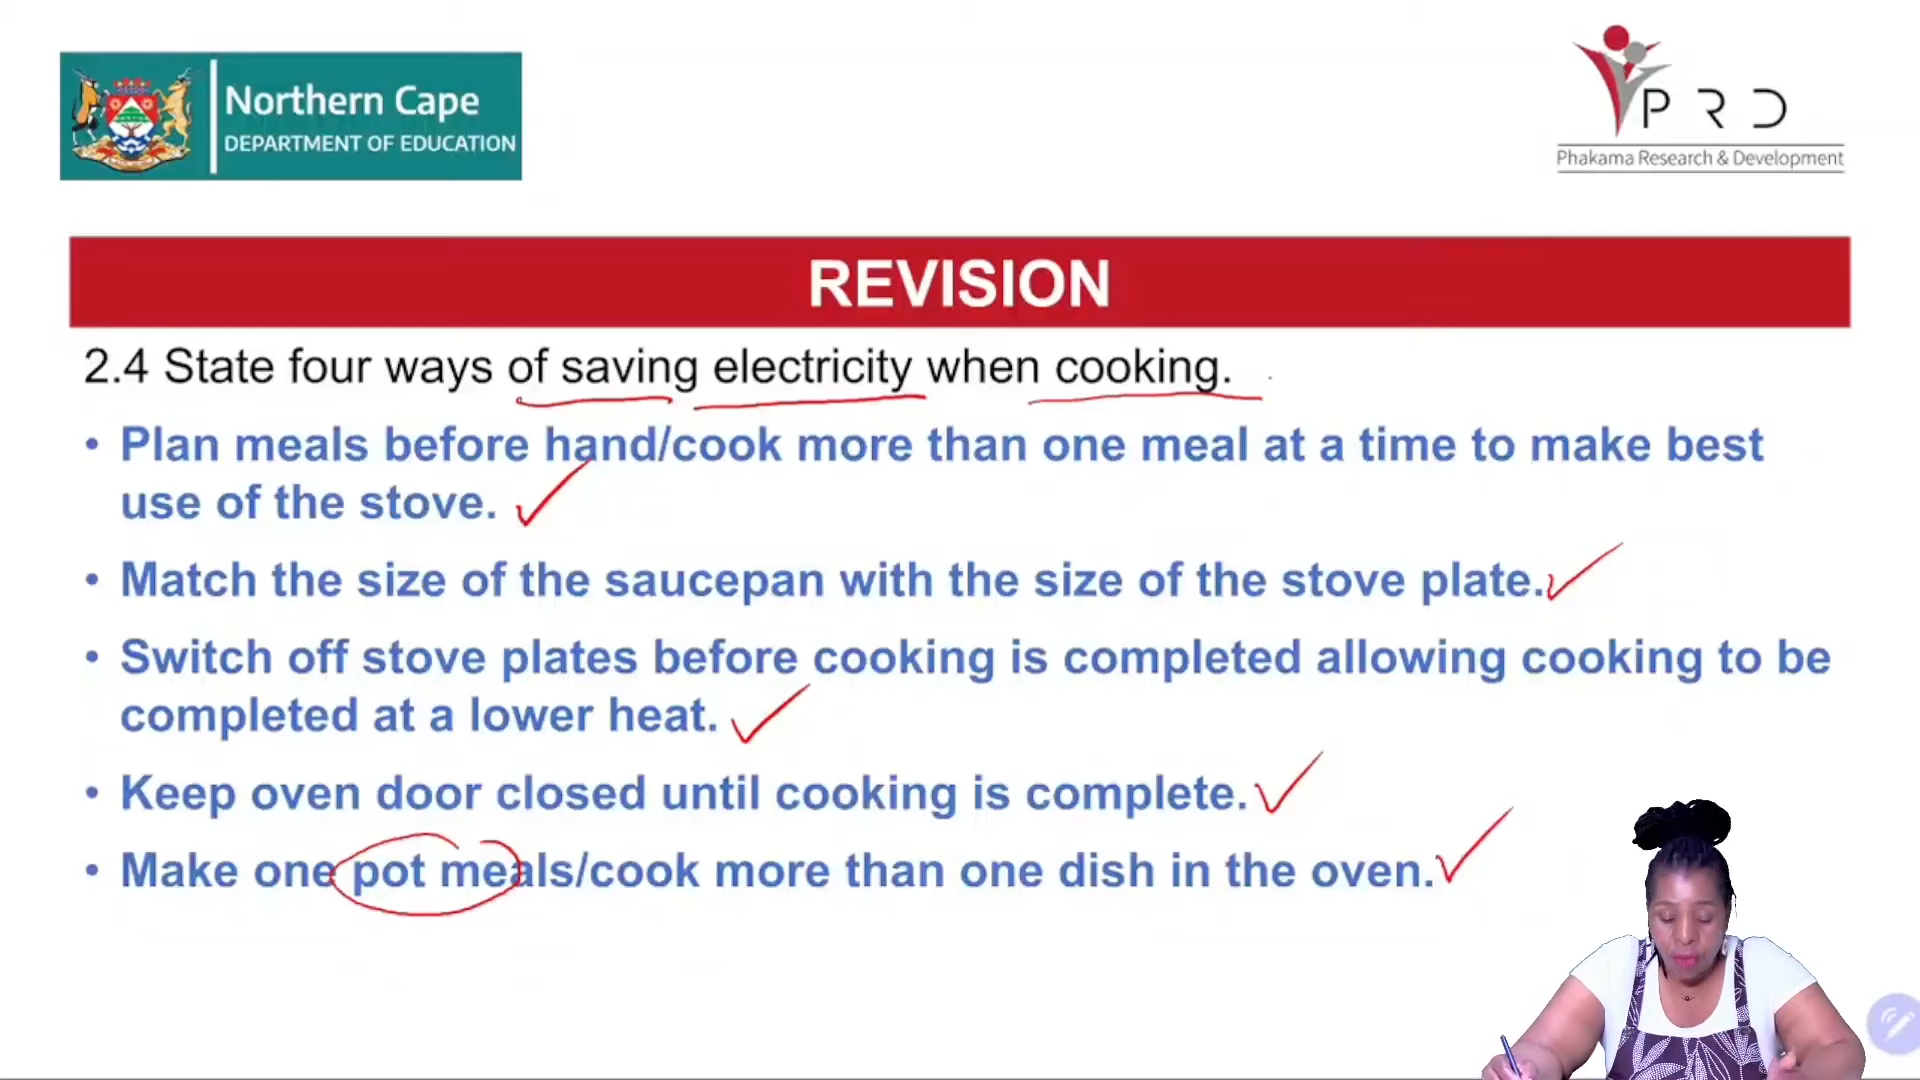 Northern Cape
DEPARTMENT OF EDUCATION
P R D
Phakama Research & Development
REVISION
2.4 State four ways of saving electricity when cooking.
• Plan meals before hand/cook more than one meal at a time to make best
use of the stove.
• Match the size of the saucepan with the size of the stove plate.
• Switch off stove plates before cooking is completed allowing cooking to be
completed at a lower heat.
• Keep oven door closed until cooking is complete.
• Make one pot meals/cook more than one dish in the oven.